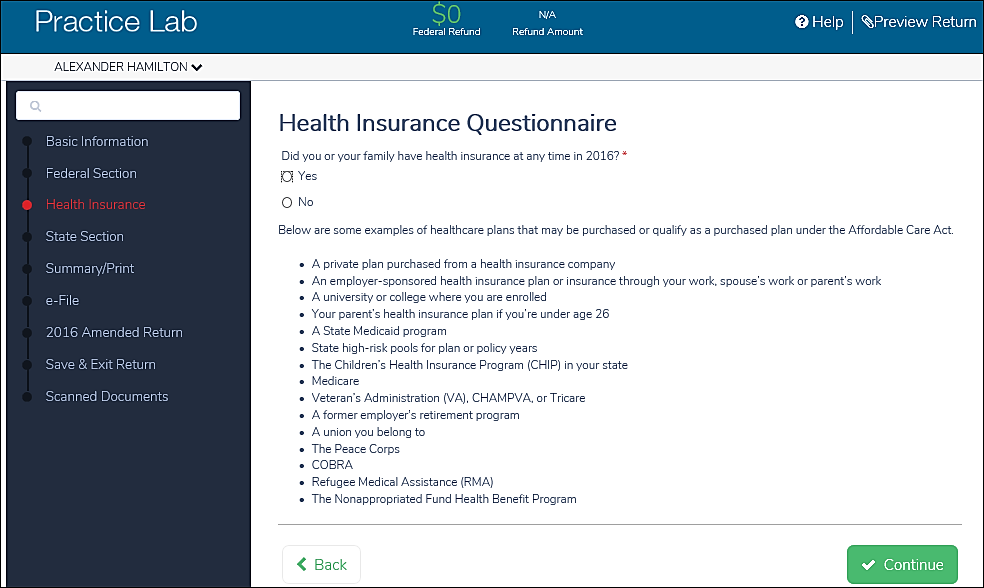 Practice Lab
$0
Federal Refund
N/A
Refund Amount
Help
Preview Return
ALEXANDER HAMILTON
Basic Information
Federal Section
Health Insurance
State Section
Summary/Print
e-File
2016 Amended Return
Save & Exit Return
Scanned Documents
Health Insurance Questionnaire
Did you or your family have health insurance at any time in 2016? *
Yes
No
Below are some examples of healthcare plans that may be purchased or qualify as a purchased plan under the Affordable Care Act.
• A private plan purchased from a health insurance company
• An employer-sponsored health insurance plan or insurance through your work, spouse's work or parent's work
• A university or college where you are enrolled
• Your parent's health insurance plan if you're under age 26
• A State Medicaid program
• State high-risk pools for plan or policy years
• The Children's Health Insurance Program (CHIP) in your state
• Medicare
• Veteran's Administration (VA), CHAMPVA, or Tricare
• A former employer's retirement program
• A union you belong to
• The Peace Corps
• COBRA
• Refugee Medical Assistance (RMA)
• The Nonappropriated Fund Health Benefit Program
Back
Continue